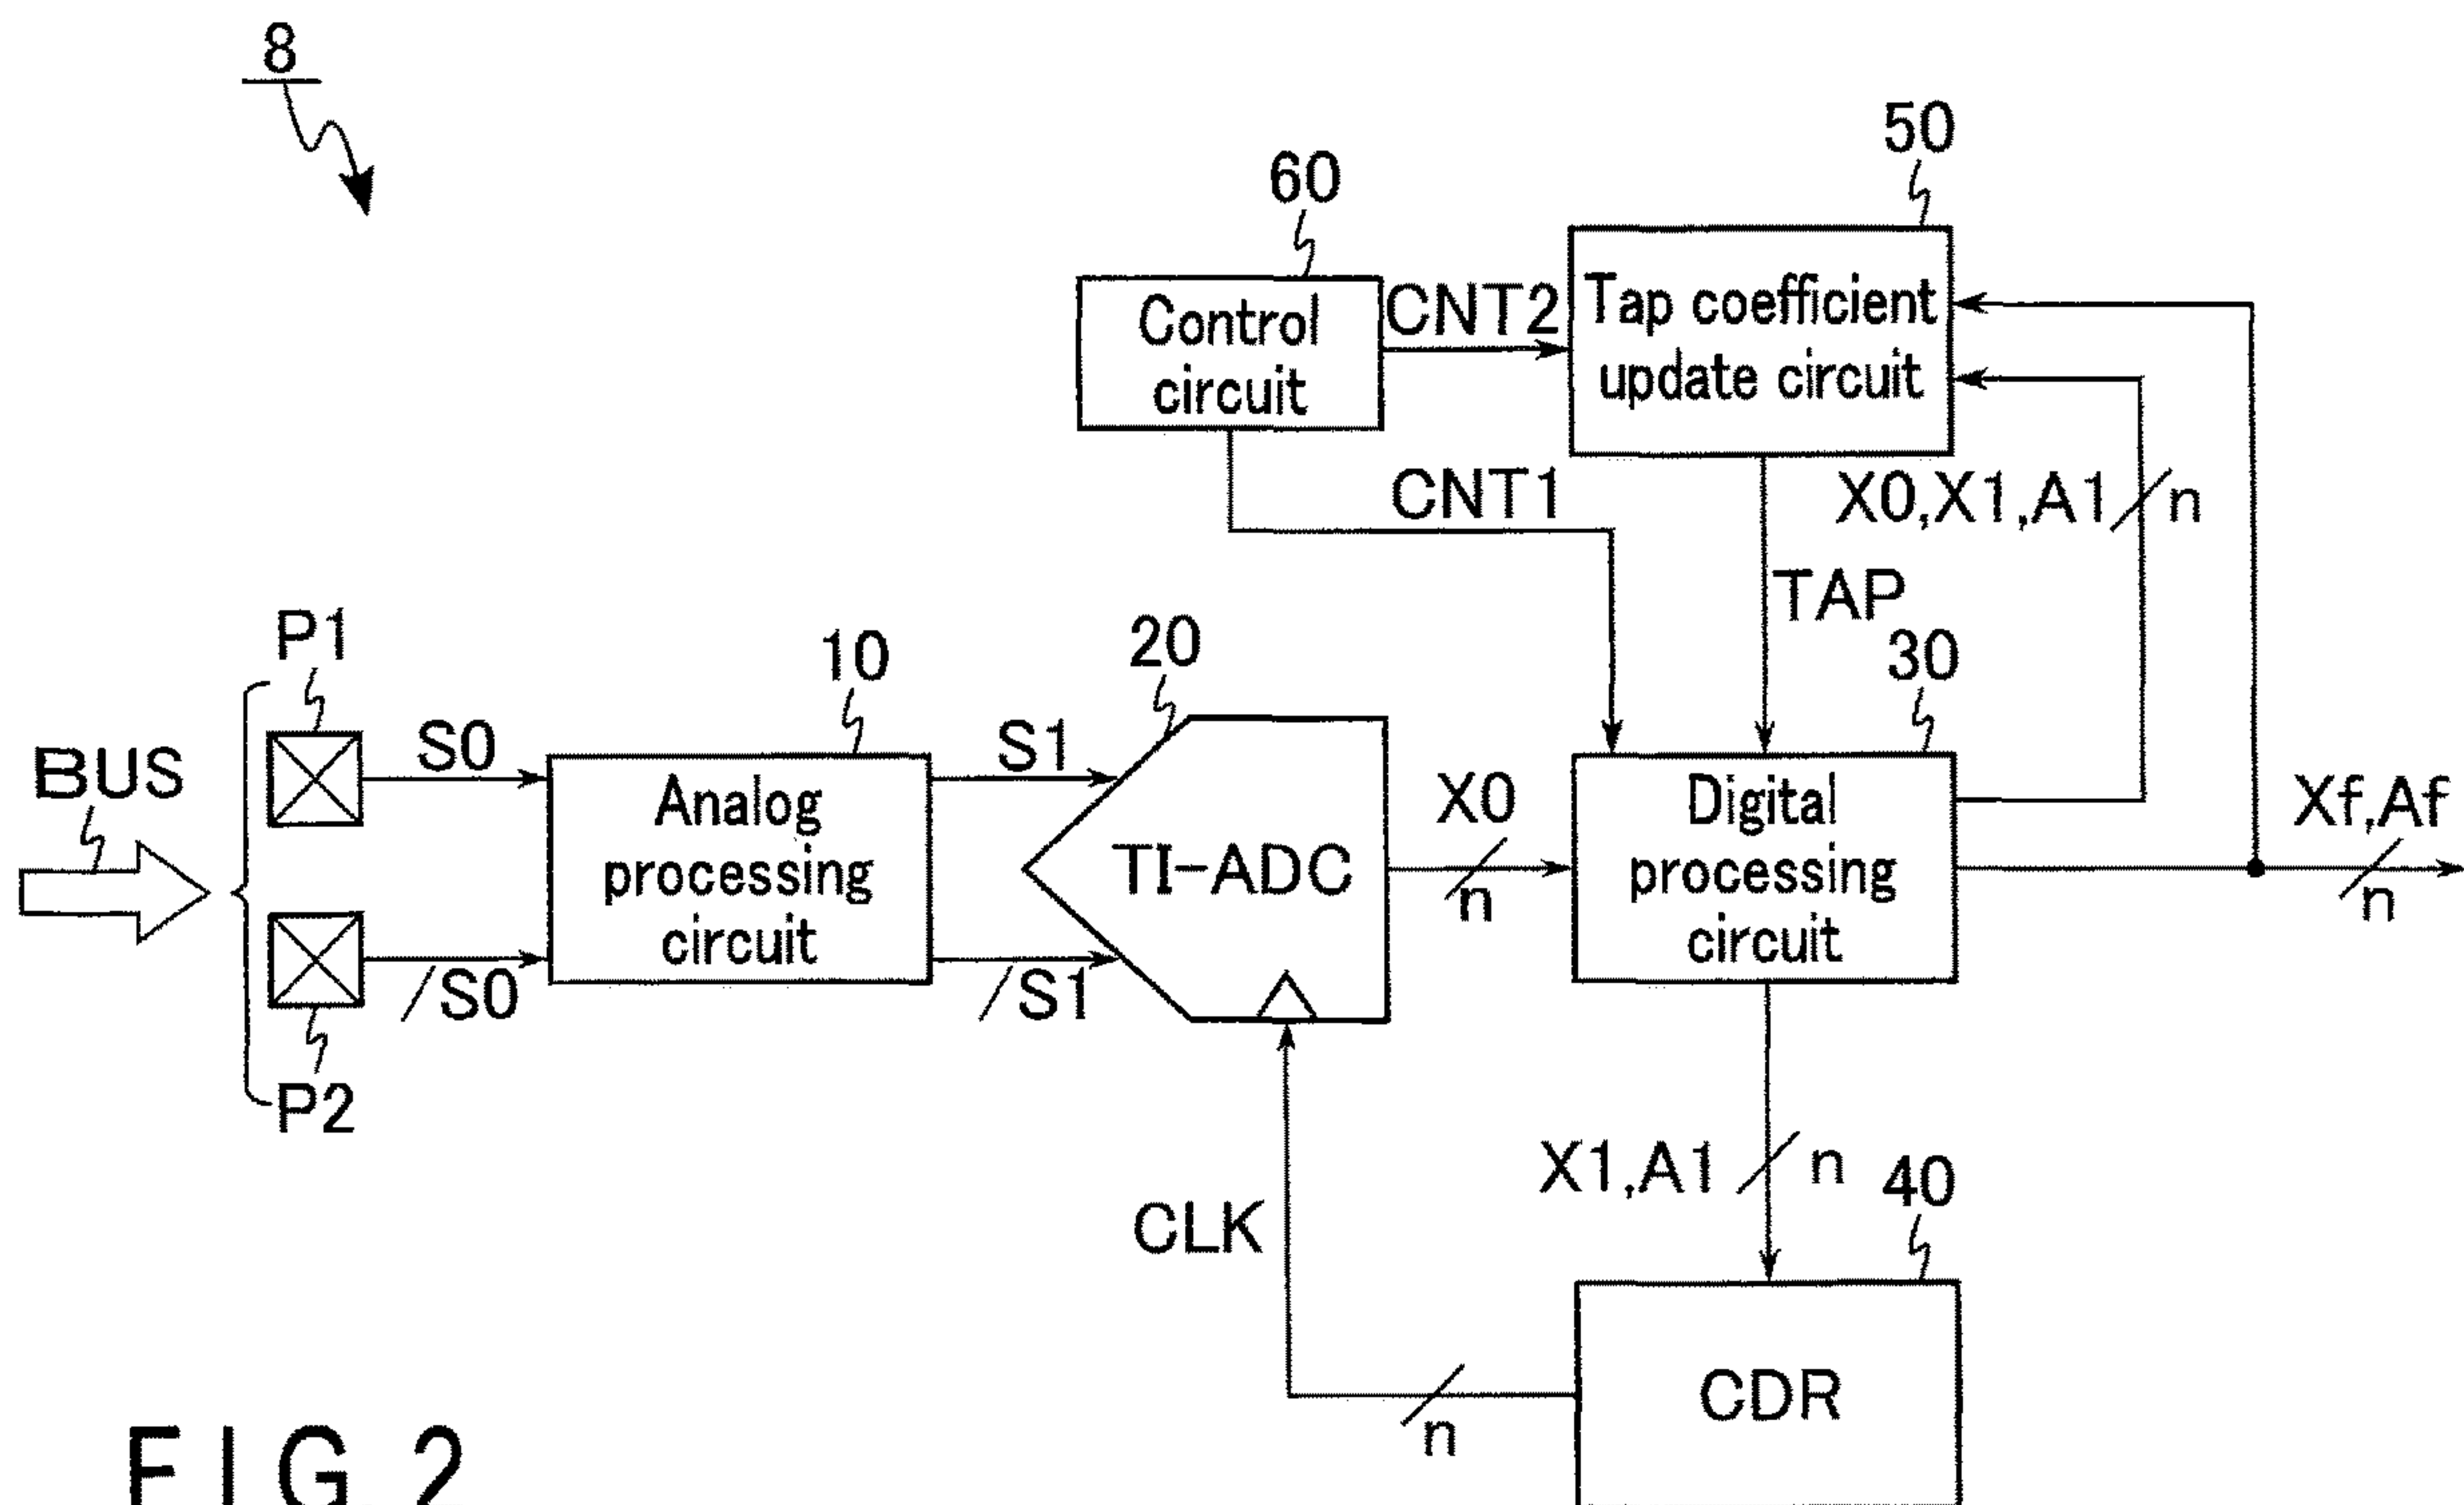 8
50
60
Control
circuit
CNT2
Tap coefficient
update circuit
CNT1
X0,X1,A1
n
TAP
P1
10
20
30
BUS
S0
S1
Analog
processing
circuit
TI-ADC
X0
n
Digital
processing
circuit
Xf,Af
n
/S0
/S1
P2
X1,A1
n
40
CLK
n
CDR
FIG. 2